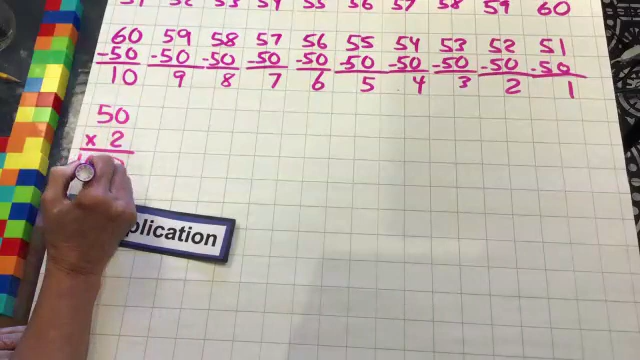 51 52 53 54 55 56 57 58 59 60
60 59 58 57 56 55 54 53 52 51
-50 -50 -50 -50 -50 -50 -50 -50 -50 -50
10 9 8 7 6 5 4 3 2 1
50
x 2
plication